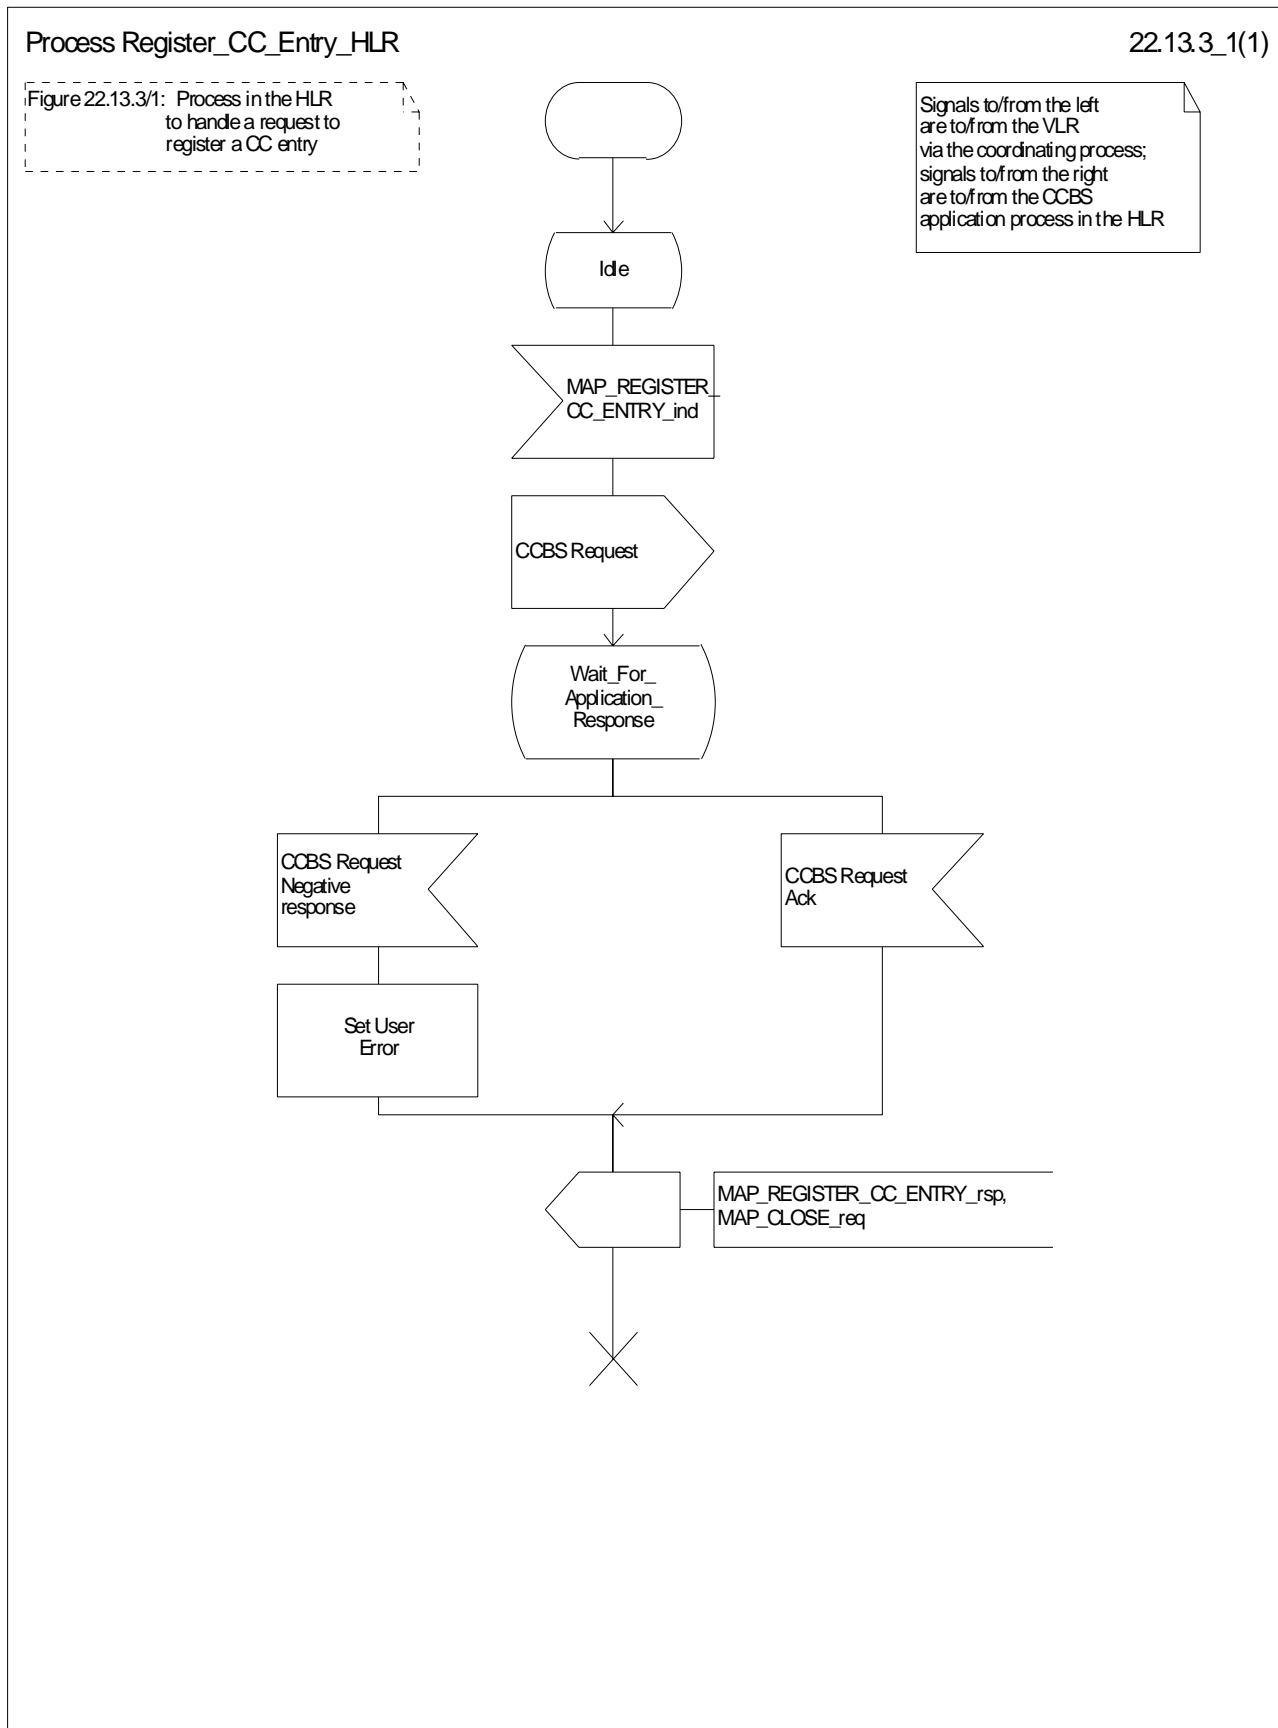 Process Register_CC_Entry_HLR
22.13.3_1(1)
Figure 22.13.3/1: Process in the HLR
to handle a request to
register a CC entry
Signals to/from the left
are to/from the VLR
via the coordinating process;
signals to/from the right
are to/from the CCBS
application process in the HLR
Idle
MAP_REGISTER_
CC_ENTRY_ind
CCBS Request
Wait_For_
Application_
Response
CCBS Request
Negative
response
CCBS Request
Ack
Set User
Error
MAP_REGISTER_CC_ENTRY_rsp,
MAP_CLOSE_req